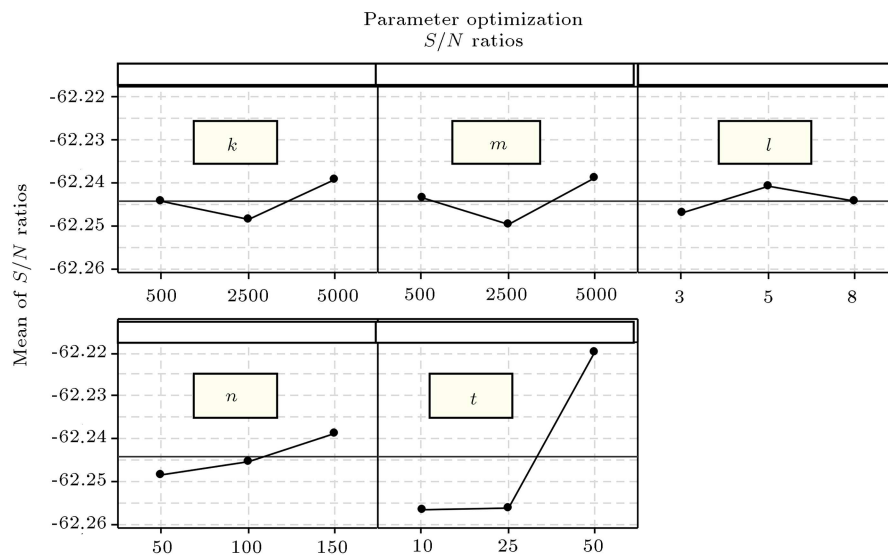 Parameter optimization
S/N ratios
Mean of S/N ratios
-62.22
-62.23
-62.24
-62.25
-62.26
k
m
l
500 2500 5000
500 2500 5000
3 5 8
-62.22
-62.23
-62.24
-62.25
-62.26
n
t
50 100 150
10 25 50